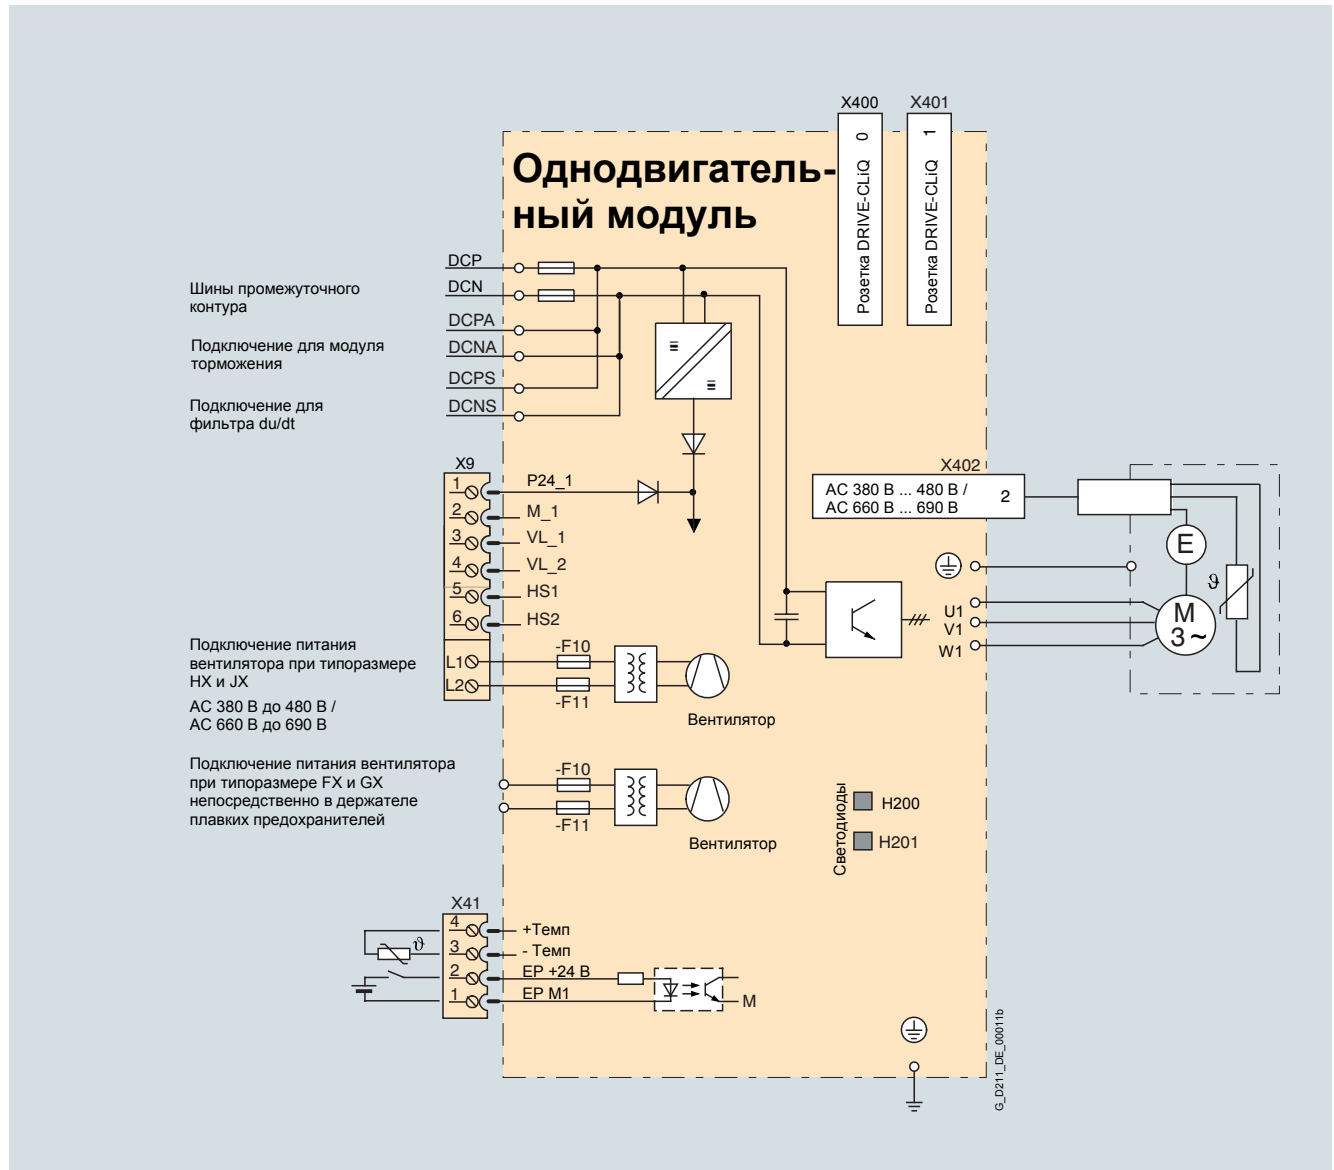 X400
X401
Розетка DRIVE-CLiQ 0
Розетка DRIVE-CLiQ 1
Однодвигатель-
ный модуль
DCP
DCN
DCPA
DCNA
DCPS
DCNS
Шины промежуточного
контура
Подключение для модуля
торможения
Подключение для
фильтра du/dt
X9
1
P24_1
2
M_1
3
VL_1
4
VL_2
5
HS1
6
HS2
L1
L2
X402
AC 380 В ... 480 В /
AC 660 В ... 690 В
2
E
ϑ
M
3 ~
U1
V1
W1
Подключение питания
вентилятора при типоразмере
HX и JX
AC 380 В до 480 В /
AC 660 В до 690 В
-F10
-F11
Вентилятор
Подключение питания вентилятора
при типоразмере FX и GX
непосредственно в держателе
плавких предохранителей
-F10
-F11
Вентилятор
Светодиоды
H200
H201
X41
4
+Темп
3
- Темп
2
EP +24 В
1
EP M1
ϑ
M
G_D211_DE_00011b